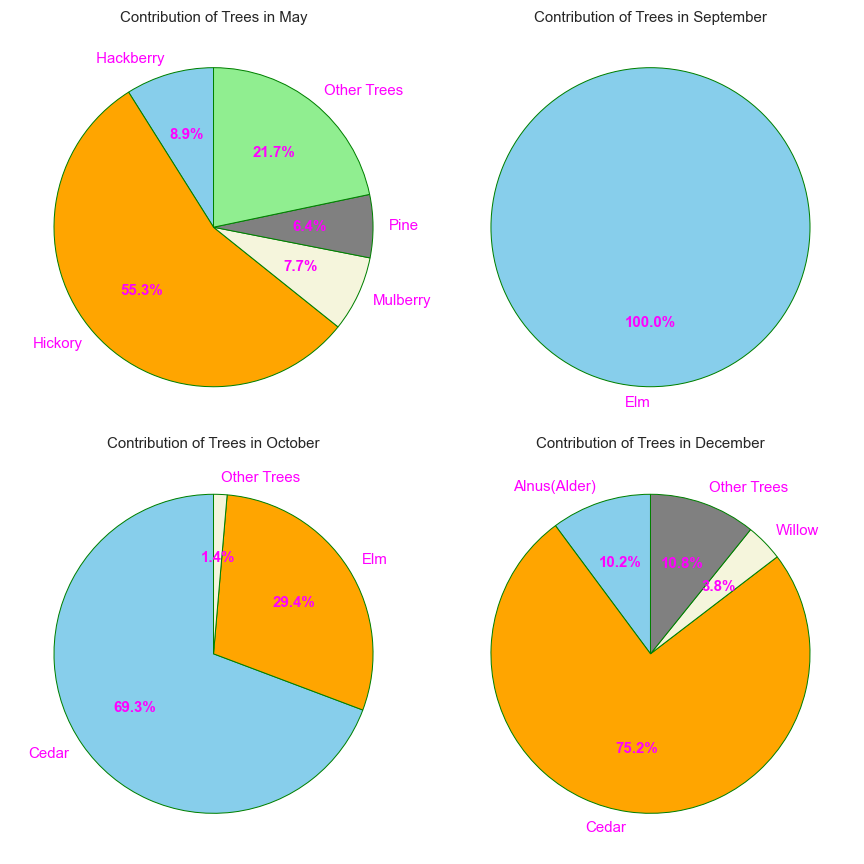 Contribution of Trees in May
Hackberry
8.9%
Other Trees
21.7%
Pine
6.4%
7.7%
Mulberry
55.3%
Hickory
Contribution of Trees in September
100.0%
Elm
Contribution of Trees in October
Other Trees
1.4%
Elm
29.4%
69.3%
Cedar
Contribution of Trees in December
Alnus(Alder)
Other Trees
Willow
10.2%
10.8%
3.8%
75.2%
Cedar